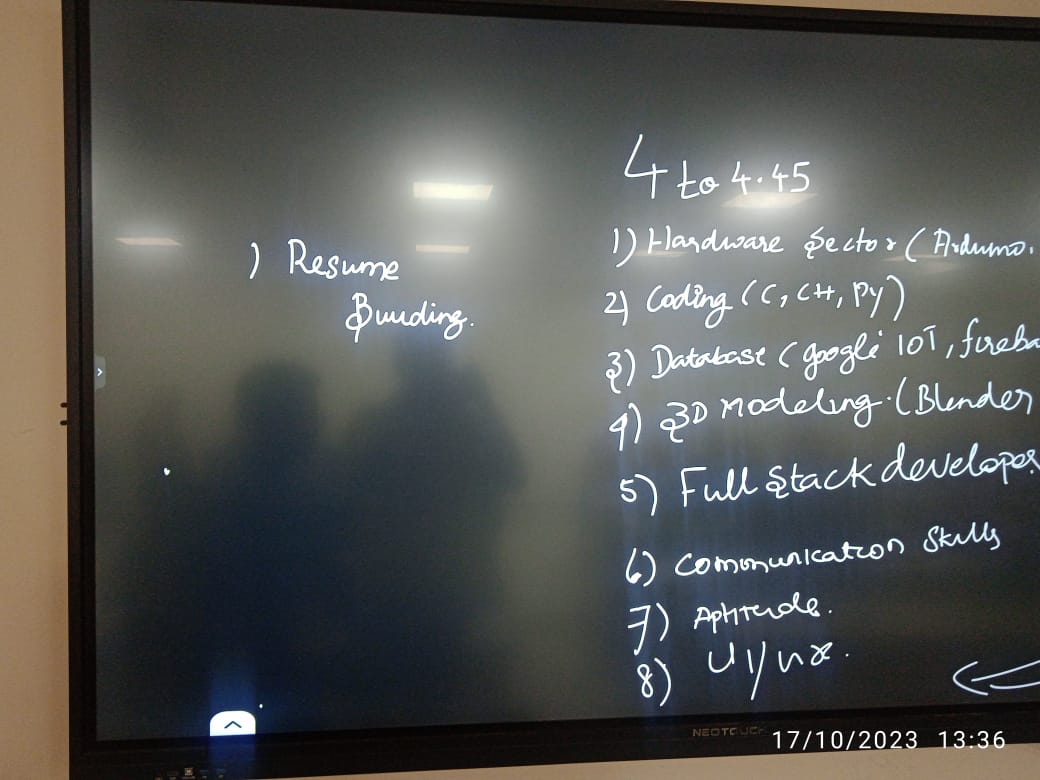 4 to 4.45
1) Hardware Sector (Arduino.
2) Coding (C, C++, Py)
3) Database (google IOT, fireba
4) 3D Modeling. (Blender
5) Full Stack developer
6) Communication Skills
7) Aptitude.
8) UI/UX.
) Resume
Building.
NEOTOUCH
17/10/2023 13:36